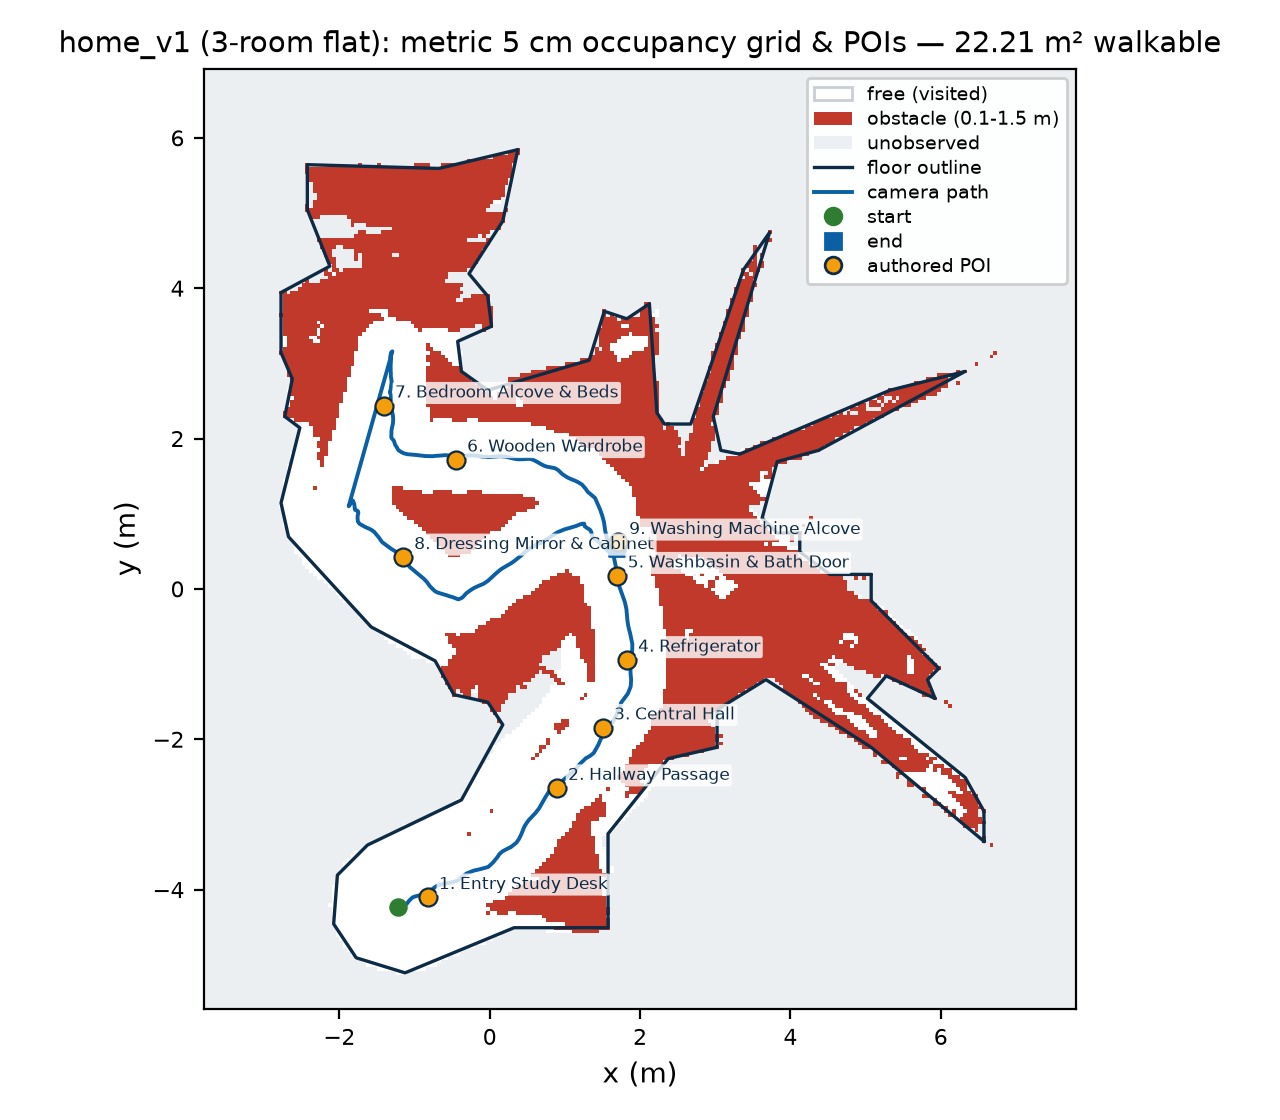 home_v1 (3-room flat): metric 5 cm occupancy grid & POIs — 22.21 m² walkable
free (visited)
obstacle (0.1-1.5 m)
unobserved
floor outline
camera path
start
end
authored POI
6
4
2
0
−2
−4
y (m)
7. Bedroom Alcove & Beds
6. Wooden Wardrobe
9. Washing Machine Alcove
8. Dressing Mirror & Cabinet
5. Washbasin & Bath Door
4. Refrigerator
3. Central Hall
2. Hallway Passage
1. Entry Study Desk
−2
0
2
4
6
x (m)